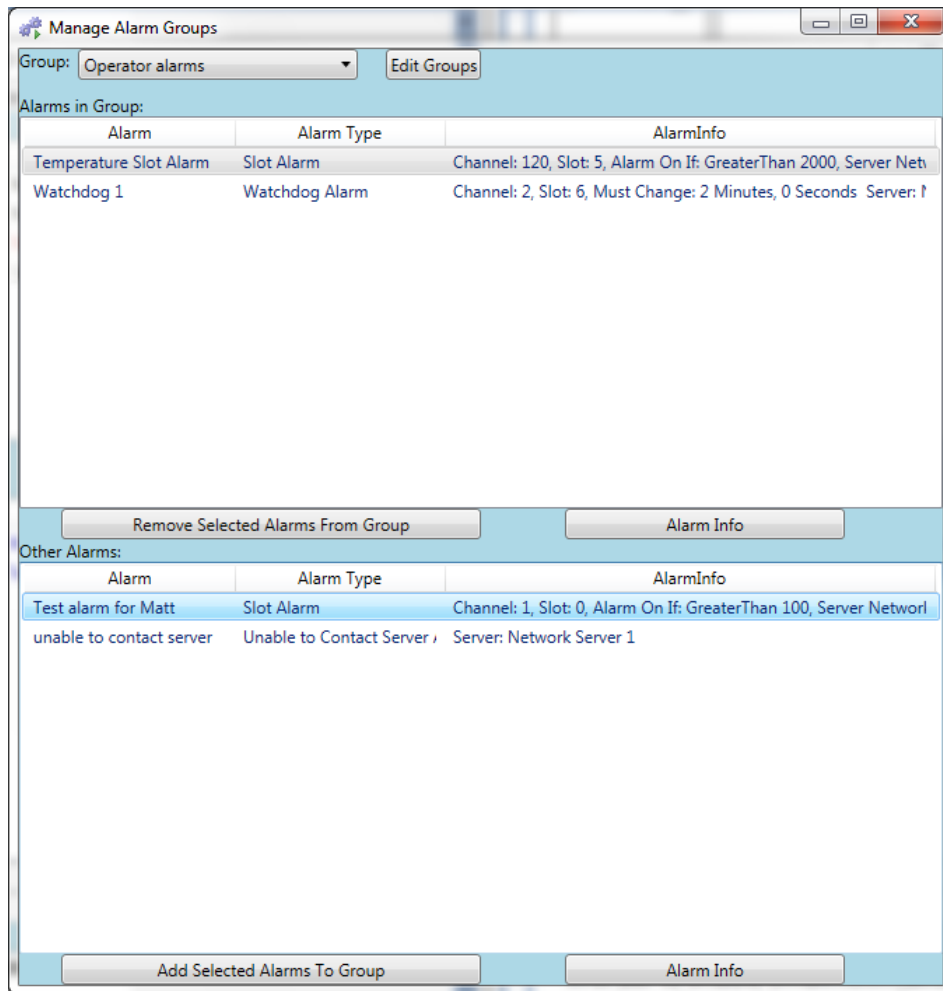 Manage Alarm Groups
Group: Operator alarms Edit Groups
Alarms in Group:
Alarm Alarm Type AlarmInfo
Temperature Slot Alarm Slot Alarm Channel: 120, Slot: 5, Alarm On If: GreaterThan 2000, Server
Watchdog 1 Watchdog Alarm Channel: 2, Slot: 6, Must Change: 2 Minutes, 0 Seconds Server:
Remove Selected Alarms From Group Alarm Info
Other Alarms:
Alarm Alarm Type AlarmInfo
Test alarm for Matt Slot Alarm Channel: 1, Slot: 0, Alarm On If: GreaterThan 100, Server
unable to contact server Unable to Contact Server Server: Network Server 1
Add Selected Alarms To Group Alarm Info